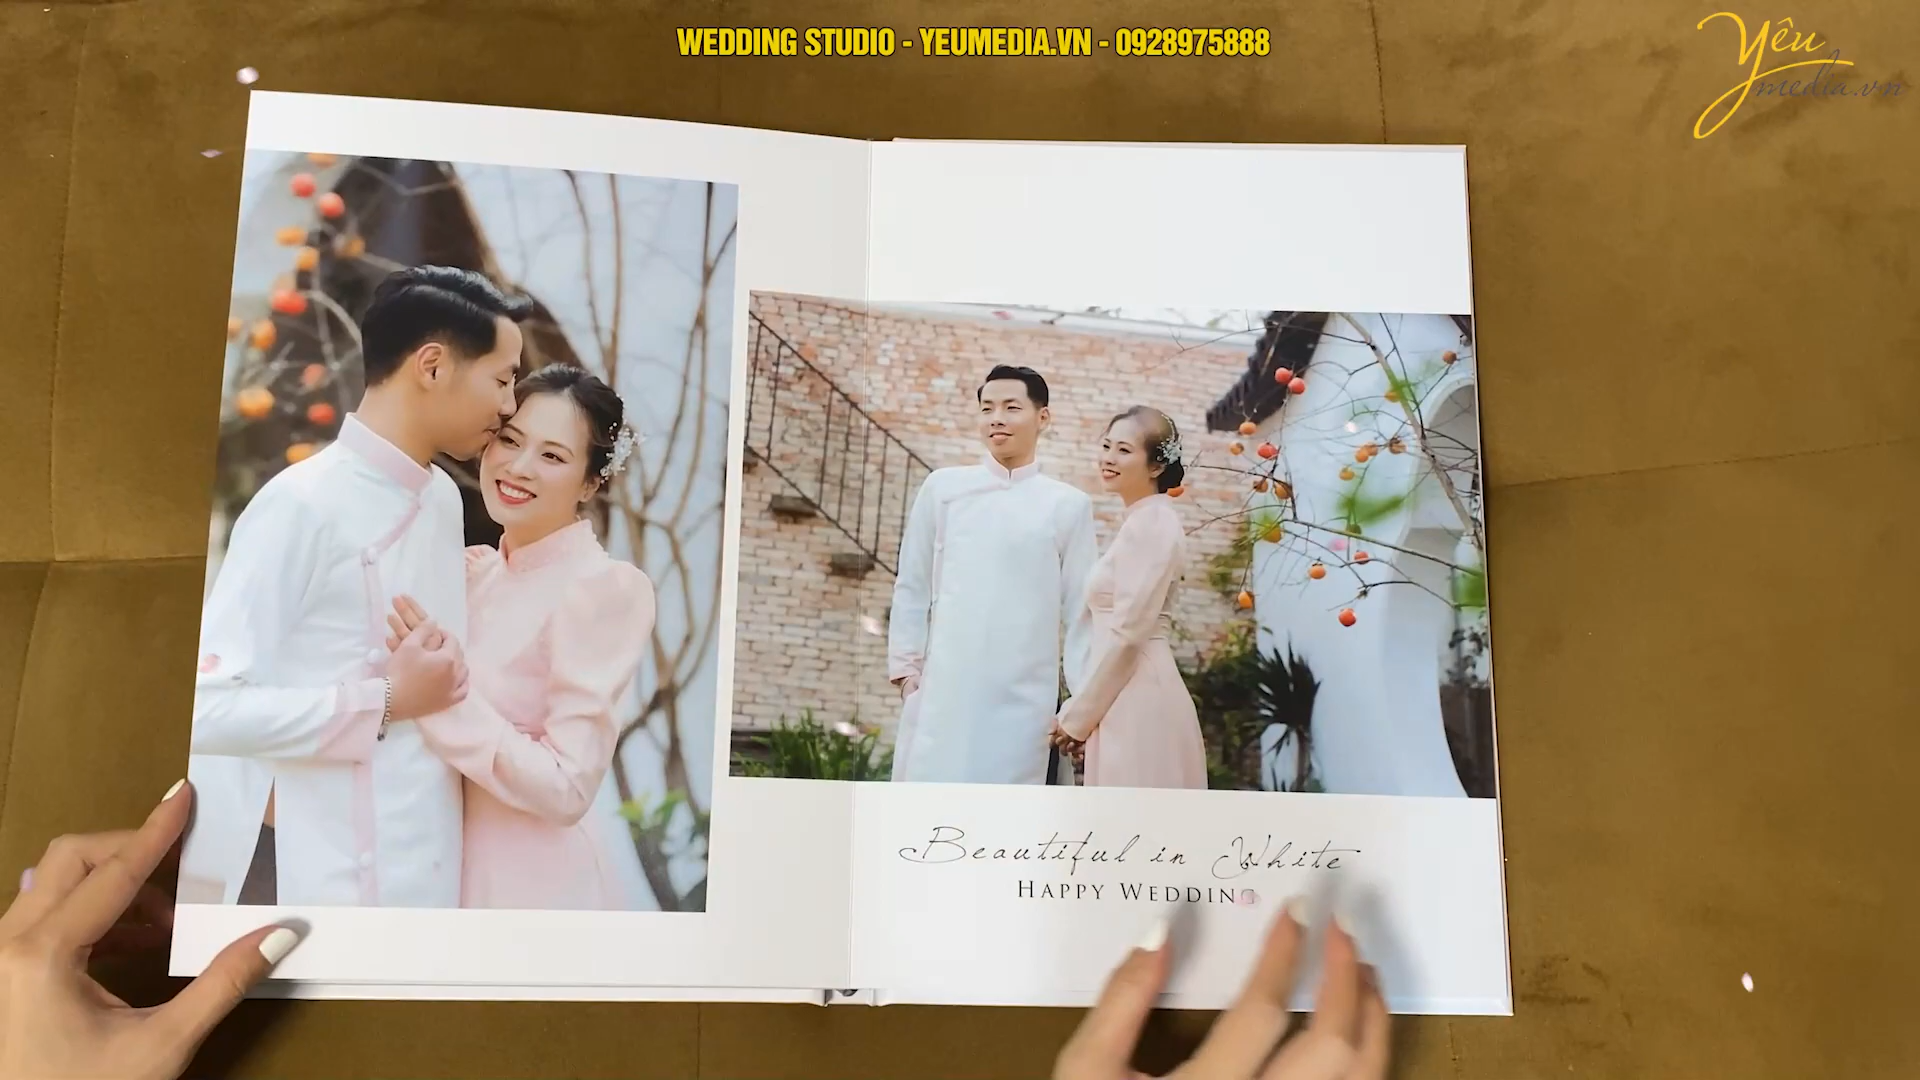 WEDDING STUDIO - YEUMEDIA.VN - 0928975888
Yêu
media.vn
Beautiful in White
HAPPY WEDDING